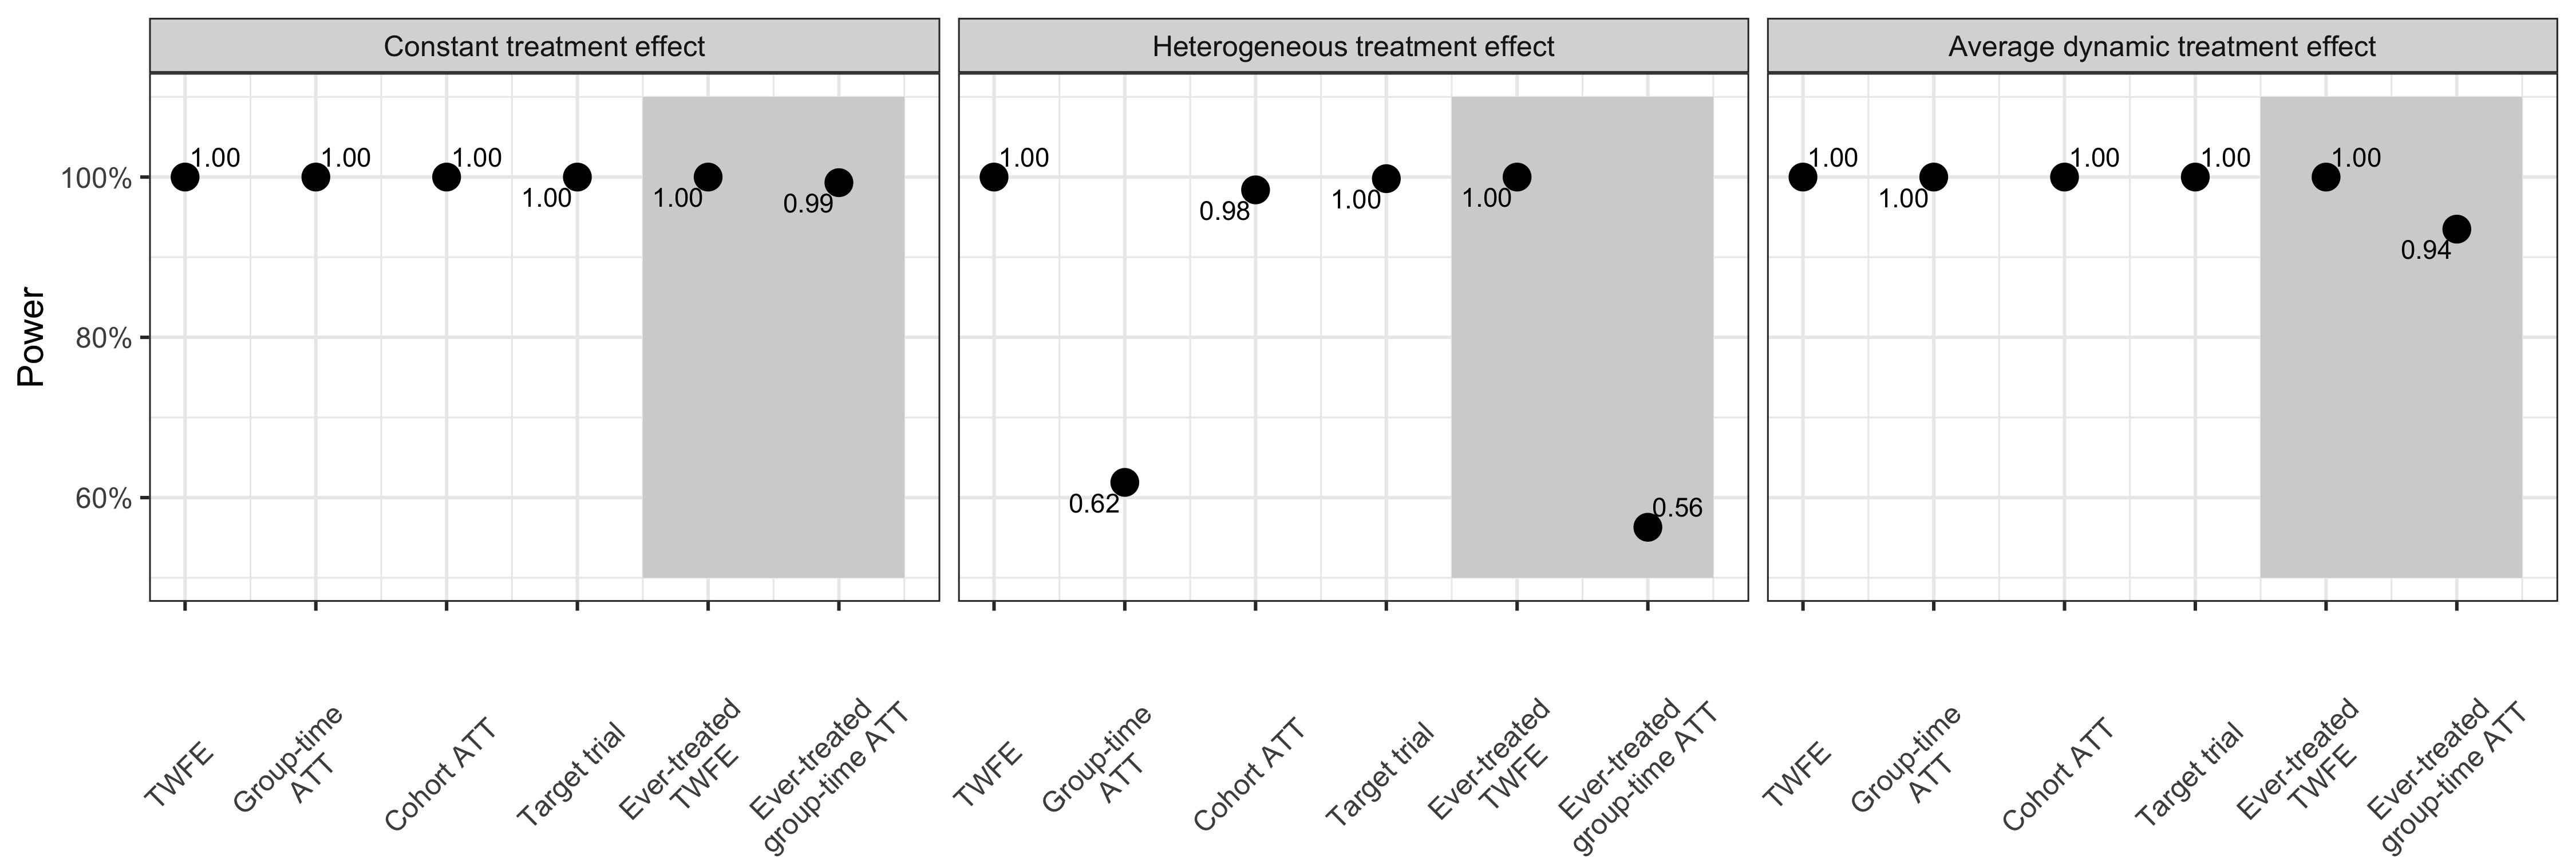 Constant treatment effect
Heterogeneous treatment effect
Average dynamic treatment effect
Power
100%
80%
60%
1.00
1.00
1.00
1.00
1.00
0.99
1.00
0.62
0.98
1.00
1.00
0.56
1.00
1.00
1.00
1.00
1.00
0.94
TWFE
Group-time
ATT
Cohort ATT
Target trial
Ever-treated
TWFE
Ever-treated
group-time ATT
TWFE
Group-time
ATT
Cohort ATT
Target trial
Ever-treated
TWFE
Ever-treated
group-time ATT
TWFE
Group-time
ATT
Cohort ATT
Target trial
Ever-treated
TWFE
Ever-treated
group-time ATT